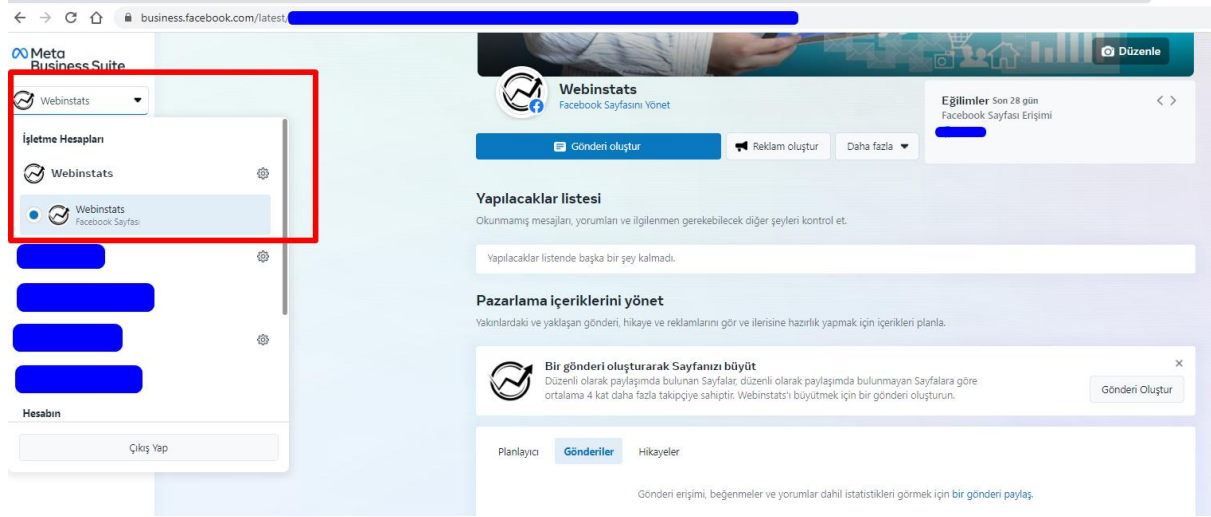 business.facebook.com/latest/
Meta
Business Suite
Webinstats
İşletme Hesapları
Webinstats
Webinstats
Facebook Sayfası
Hesabın
Çıkış Yap
Düzenle
Webinstats
Facebook Sayfasını Yönet
Gönderi oluştur
Reklam oluştur
Daha fazla
Eğilimler Son 28 gün
Facebook Sayfası Erişimi
Yapılacaklar listesi
Okunmamış mesajları, yorumları ve ilgilenmen gerekebilecek diğer şeyleri kontrol et.
Yapılacaklar listende başka bir şey kalmadı.
Pazarlama içeriklerini yönet
Yakınlardaki ve yaklaşan gönderi, hikaye ve reklamlarını gör ve ilerisine hazırlık yapmak için içerikleri planla.
Bir gönderi oluşturarak Sayfanızı büyüt
Düzenli olarak paylaşımda bulunan Sayfalar, düzenli olarak paylaşımda bulunmayan Sayfalara göre
ortalama 4 kat daha fazla takipçiye sahiptir. Webinstats'ı büyütmek için bir gönderi oluşturun.
Gönderi Oluştur
Planlayıcı
Gönderiler
Hikayeler
Gönderi erişimi, beğenmeler ve yorumlar dahil istatistikleri görmek için bir gönderi paylaş.